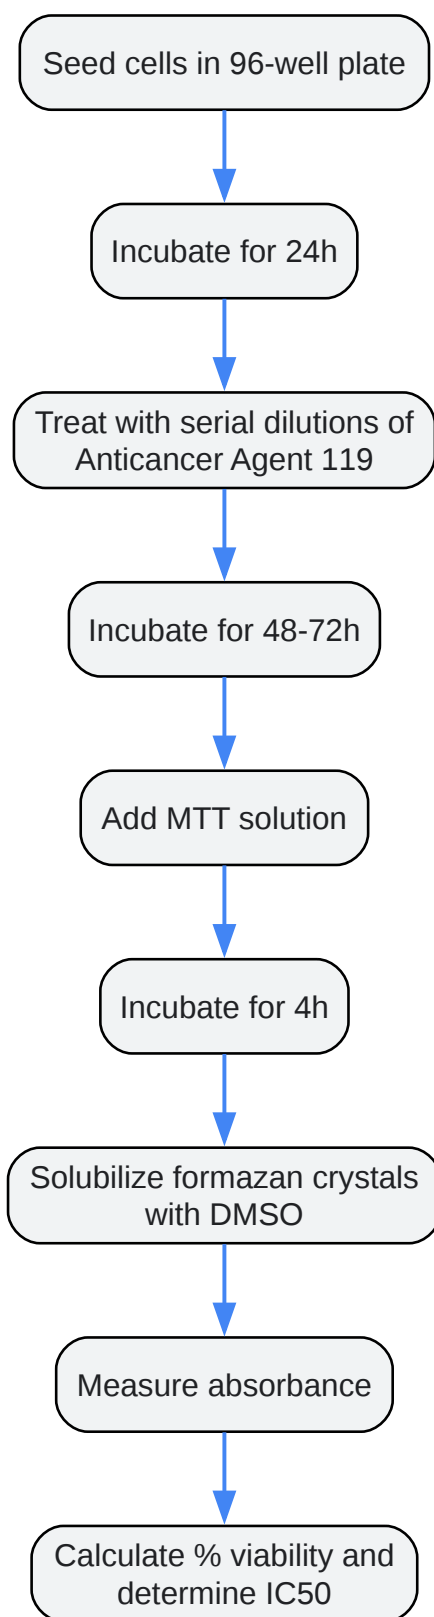 Seed cells in 96-well plate
Incubate for 24h
Treat with serial dilutions of
Anticancer Agent 119
Incubate for 48-72h
Add MTT solution
Incubate for 4h
Solubilize formazan crystals
with DMSO
Measure absorbance
Calculate % viability and
determine IC50